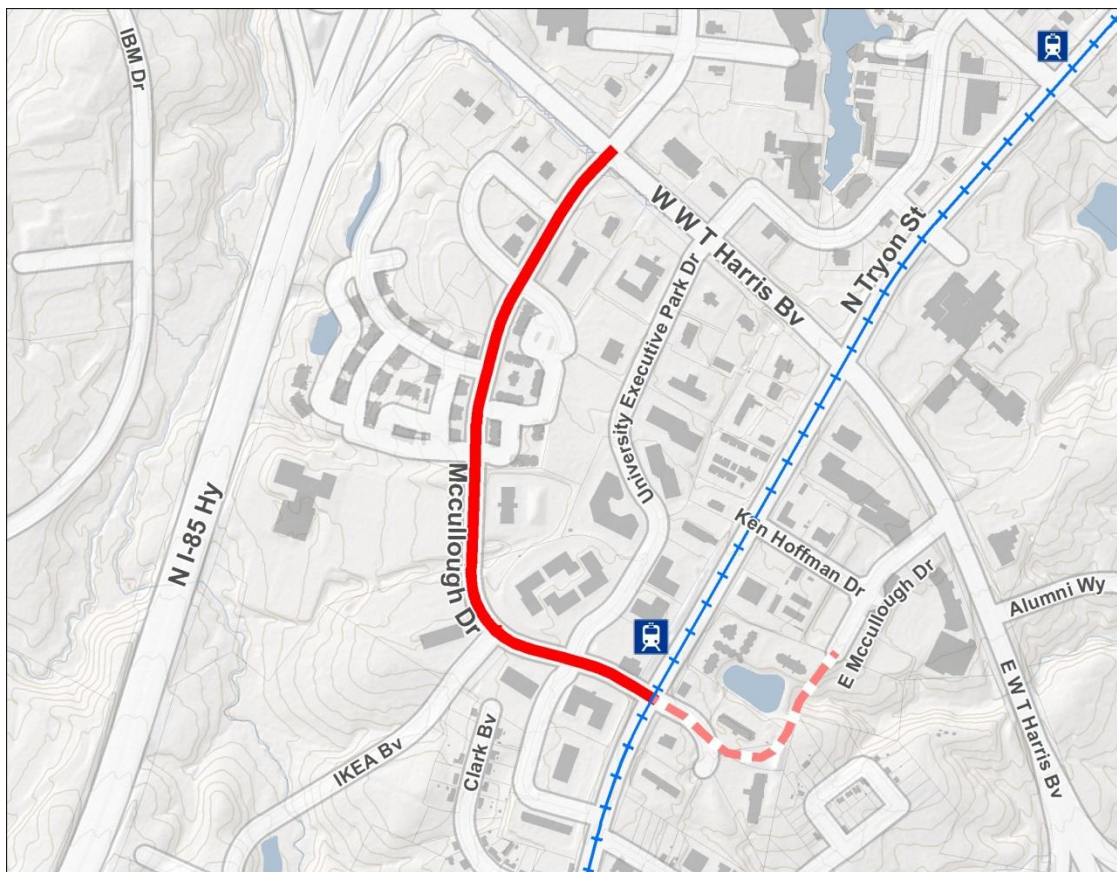 IBM Dr
W W T Harris Bv
N Tryon St
University Executive Park Dr
N I-85 Hy
Mccullough Dr
Ken Hoffman Dr
E Mccullough Dr
Alumni Wy
E W T Harris Bv
IKEA Bv
Clark Bv